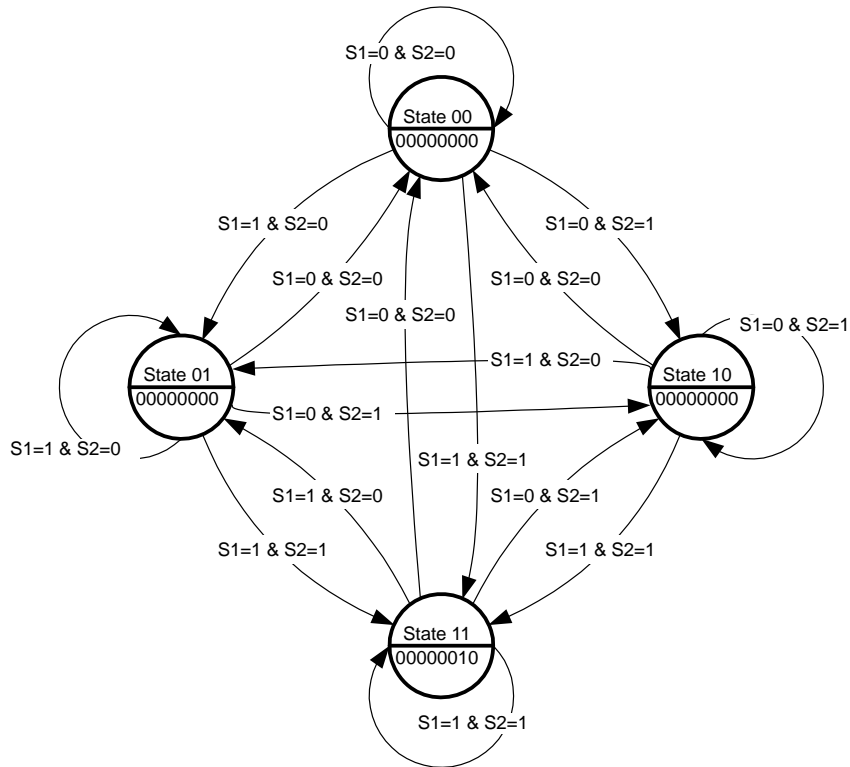 S1=0 & S2=0
State 00
00000000
S1=1 & S2=0
S1=0 & S2=1
S1=0 & S2=0
S1=0 & S2=0
S1=0 & S2=0
S1=0 & S2=1
S1=1 & S2=0
State 01
00000000
State 10
00000000
S1=0 & S2=1
S1=1 & S2=0
S1=1 & S2=1
S1=1 & S2=0
S1=0 & S2=1
S1=1 & S2=1
S1=1 & S2=1
State 11
00000010
S1=1 & S2=1